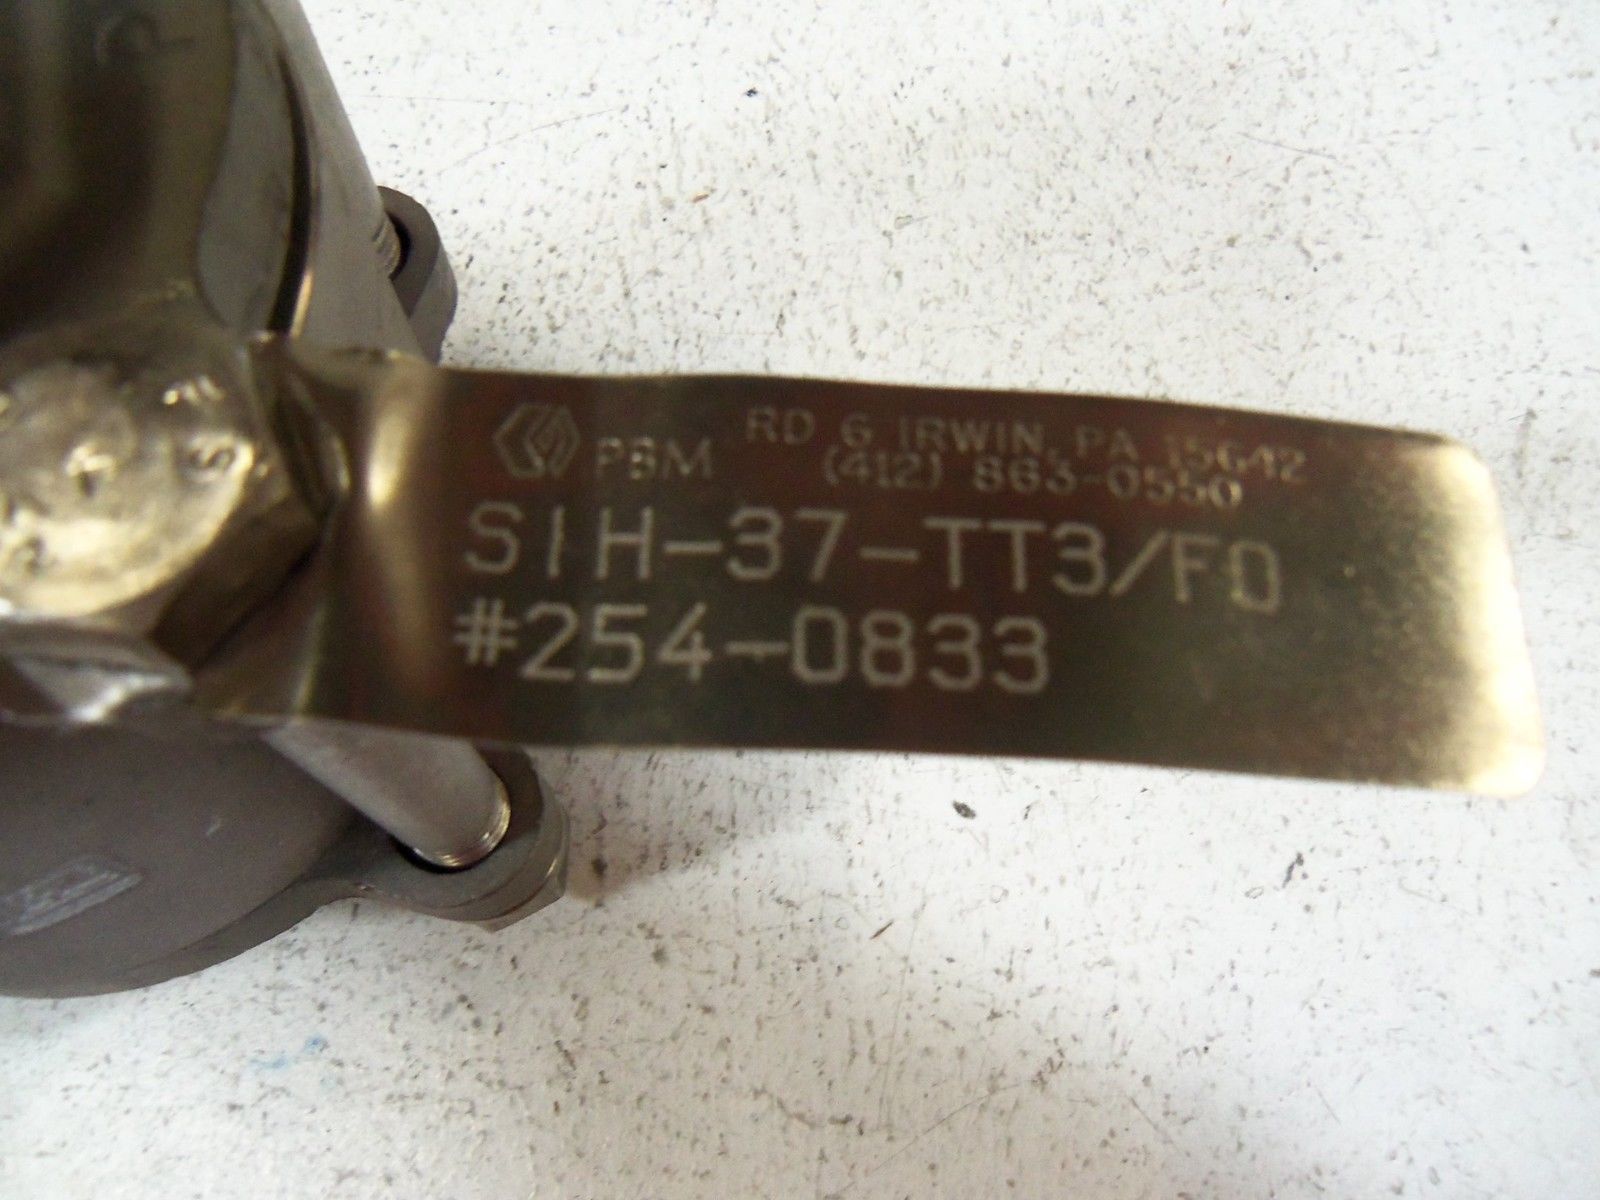 PBM RD 6 IRWIN, PA 15642
(412) 863-0550
SIH-37-TT3/FO
#254-0833